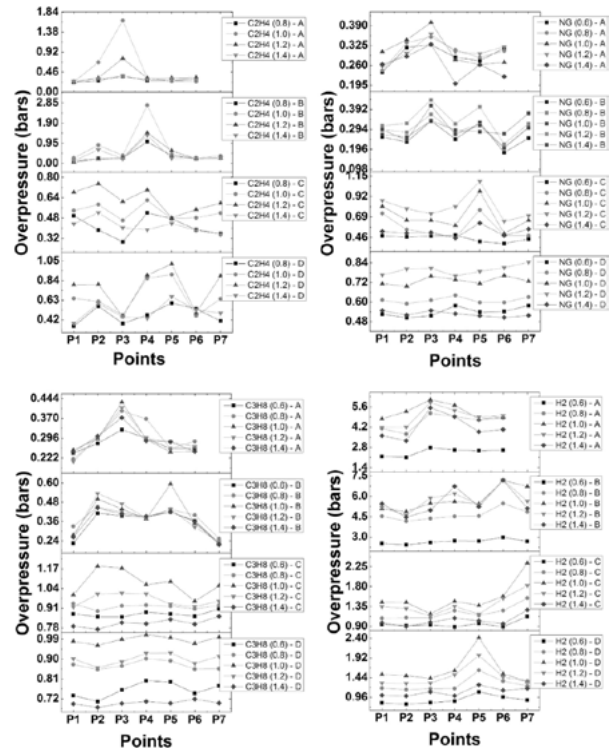 Overpressure (bars)
1.84
1.38
0.92
0.46
0.00
C2H4 (0.8) - A
C2H4 (1.0) - A
C2H4 (1.2) - A
C2H4 (1.4) - A
2.85
1.90
0.95
0.00
C2H4 (0.8) - B
C2H4 (1.0) - B
C2H4 (1.2) - B
C2H4 (1.4) - B
0.80
0.64
0.48
0.32
C2H4 (0.8) - C
C2H4 (1.0) - C
C2H4 (1.2) - C
C2H4 (1.4) - C
1.05
0.84
0.63
0.42
C2H4 (0.8) - D
C2H4 (1.0) - D
C2H4 (1.2) - D
C2H4 (1.4) - D
P1 P2 P3 P4 P5 P6 P7
Points
Overpressure (bars)
0.390
0.325
0.260
0.195
NG (0.6) - A
NG (0.8) - A
NG (1.0) - A
NG (1.2) - A
NG (1.4) - A
0.392
0.294
0.196
0.098
NG (0.6) - B
NG (0.8) - B
NG (1.0) - B
NG (1.2) - B
NG (1.4) - B
1.15
0.92
0.69
0.46
NG (0.6) - C
NG (0.8) - C
NG (1.0) - C
NG (1.2) - C
NG (1.4) - C
0.84
0.72
0.60
0.48
NG (0.6) - D
NG (0.8) - D
NG (1.0) - D
NG (1.2) - D
NG (1.4) - D
P1 P2 P3 P4 P5 P6 P7
Points
Overpressure (bars)
0.444
0.370
0.296
0.222
C3H8 (0.6) - A
C3H8 (0.8) - A
C3H8 (1.0) - A
C3H8 (1.2) - A
C3H8 (1.4) - A
0.60
0.48
0.36
0.24
C3H8 (0.8) - B
C3H8 (1.0) - B
C3H8 (1.2) - B
C3H8 (1.4) - B
1.17
1.04
0.91
0.78
C3H8 (0.6) - C
C3H8 (0.8) - C
C3H8 (1.0) - C
C3H8 (1.2) - C
C3H8 (1.4) - C
0.99
0.90
0.81
0.72
C3H8 (0.6) - D
C3H8 (0.8) - D
C3H8 (1.0) - D
C3H8 (1.2) - D
C3H8 (1.4) - D
P1 P2 P3 P4 P5 P6 P7
Points
Overpressure (bars)
5.6
4.2
2.8
1.4
H2 (0.6) - A
H2 (0.8) - A
H2 (1.0) - A
H2 (1.2) - A
H2 (1.4) - A
7.5
6.0
4.5
3.0
H2 (0.6) - B
H2 (0.8) - B
H2 (1.0) - B
H2 (1.2) - B
H2 (1.4) - B
2.25
1.80
1.35
0.90
H2 (0.6) - C
H2 (0.8) - C
H2 (1.0) - C
H2 (1.2) - C
H2 (1.4) - C
2.40
1.92
1.44
0.96
H2 (0.6) - D
H2 (0.8) - D
H2 (1.0) - D
H2 (1.2) - D
H2 (1.4) - D
P1 P2 P3 P4 P5 P6 P7
Points